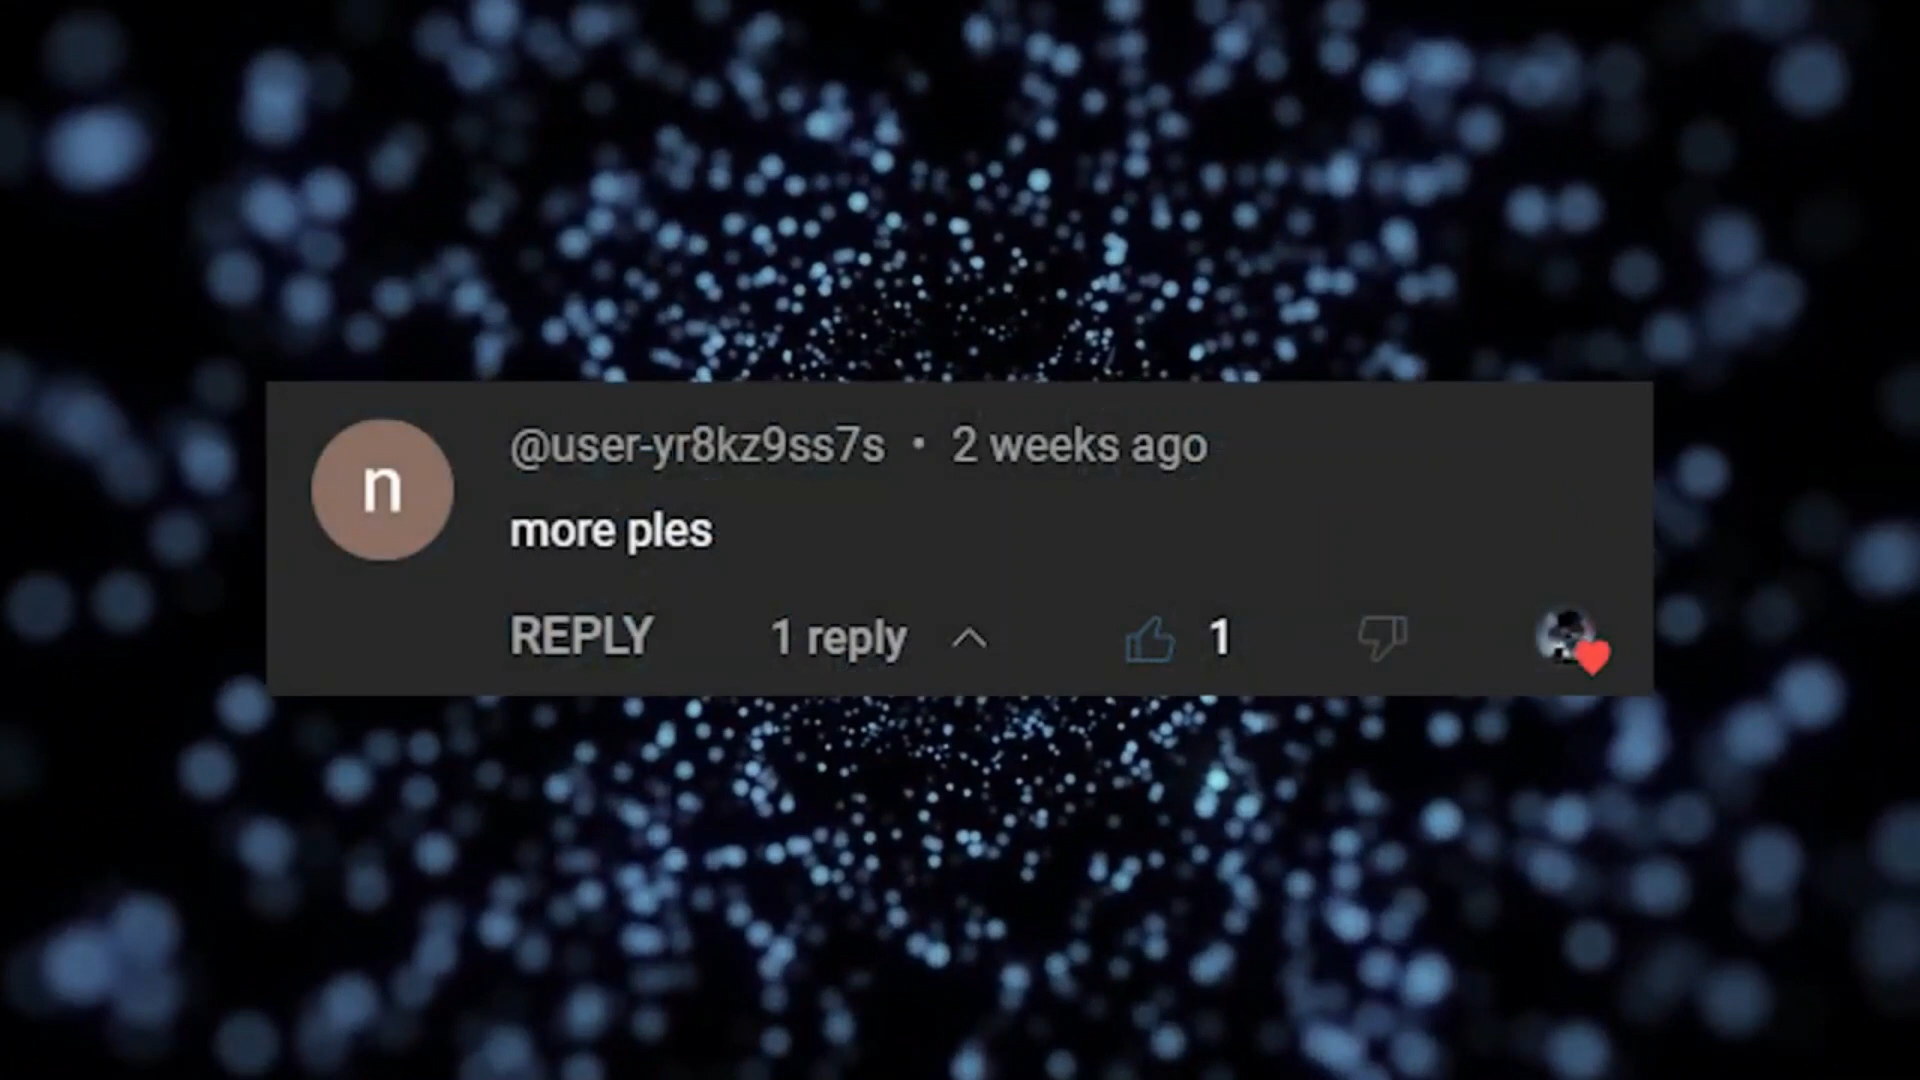 n
@user-yr8kz9ss7s • 2 weeks ago
more ples
REPLY 1 reply 1